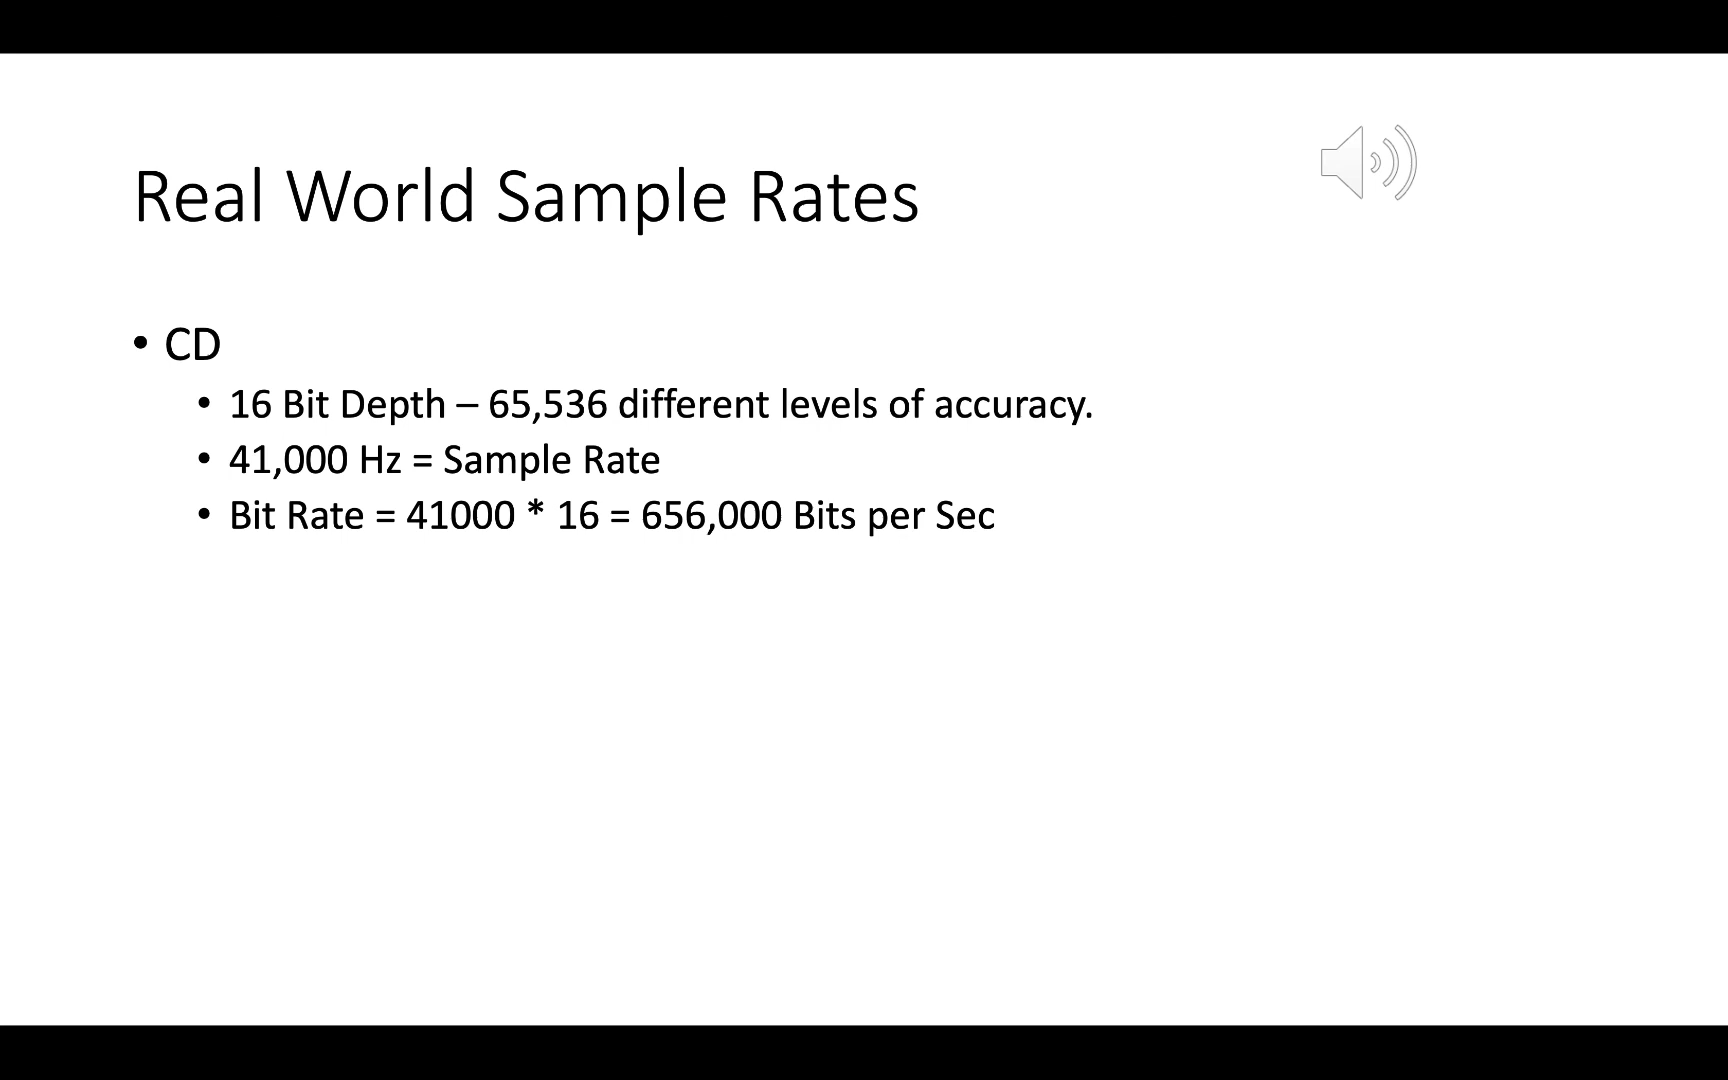 Real World Sample Rates
• CD
• 16 Bit Depth – 65,536 different levels of accuracy.
• 41,000 Hz = Sample Rate
• Bit Rate = 41000 * 16 = 656,000 Bits per Sec